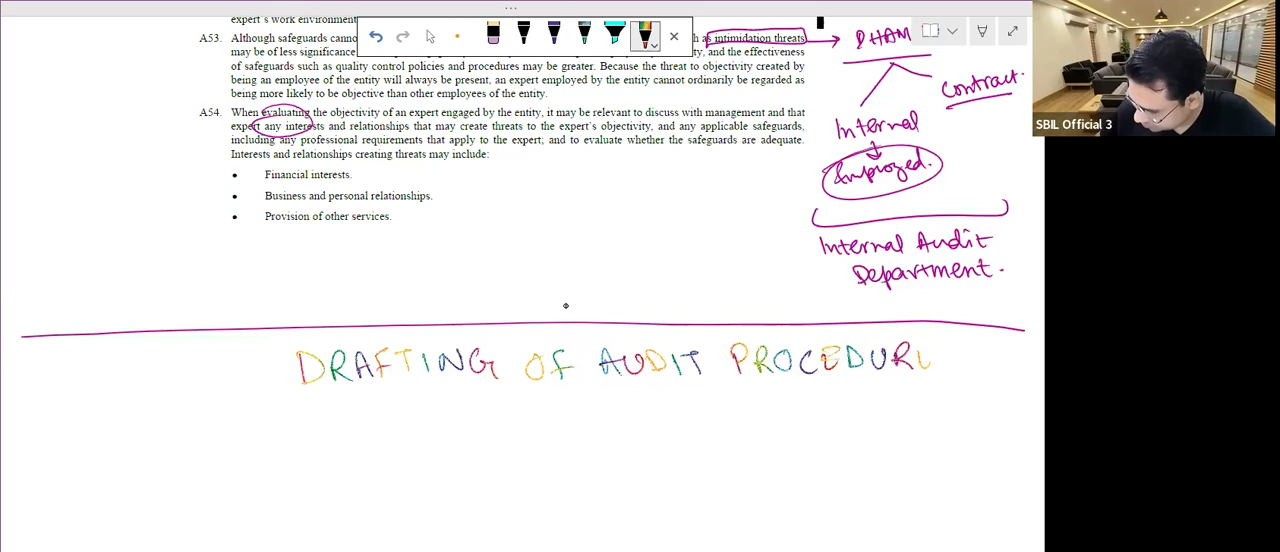 expert's work environment
A53. Although safeguards cannot
h as intimidation threats
may be of less significance
ty, and the effectiveness
of safeguards such as quality control policies and procedures may be greater. Because the threat to objectivity created by
being an employee of the entity will always be present, an expert employed by the entity cannot ordinarily be regarded as
being more likely to be objective than other employees of the entity.
A54. When evaluating the objectivity of an expert engaged by the entity, it may be relevant to discuss with management and that
expert any interests and relationships that may create threats to the expert's objectivity, and any applicable safeguards,
including any professional requirements that apply to the expert; and to evaluate whether the safeguards are adequate.
Interests and relationships creating threats may include:
• Financial interests.
• Business and personal relationships.
• Provision of other services.
DHAM
Contract.
Internal
Employed.
Internal Audit
Department.
SBIL Official 3
DRAFTING OF AUDIT PROCEDUR